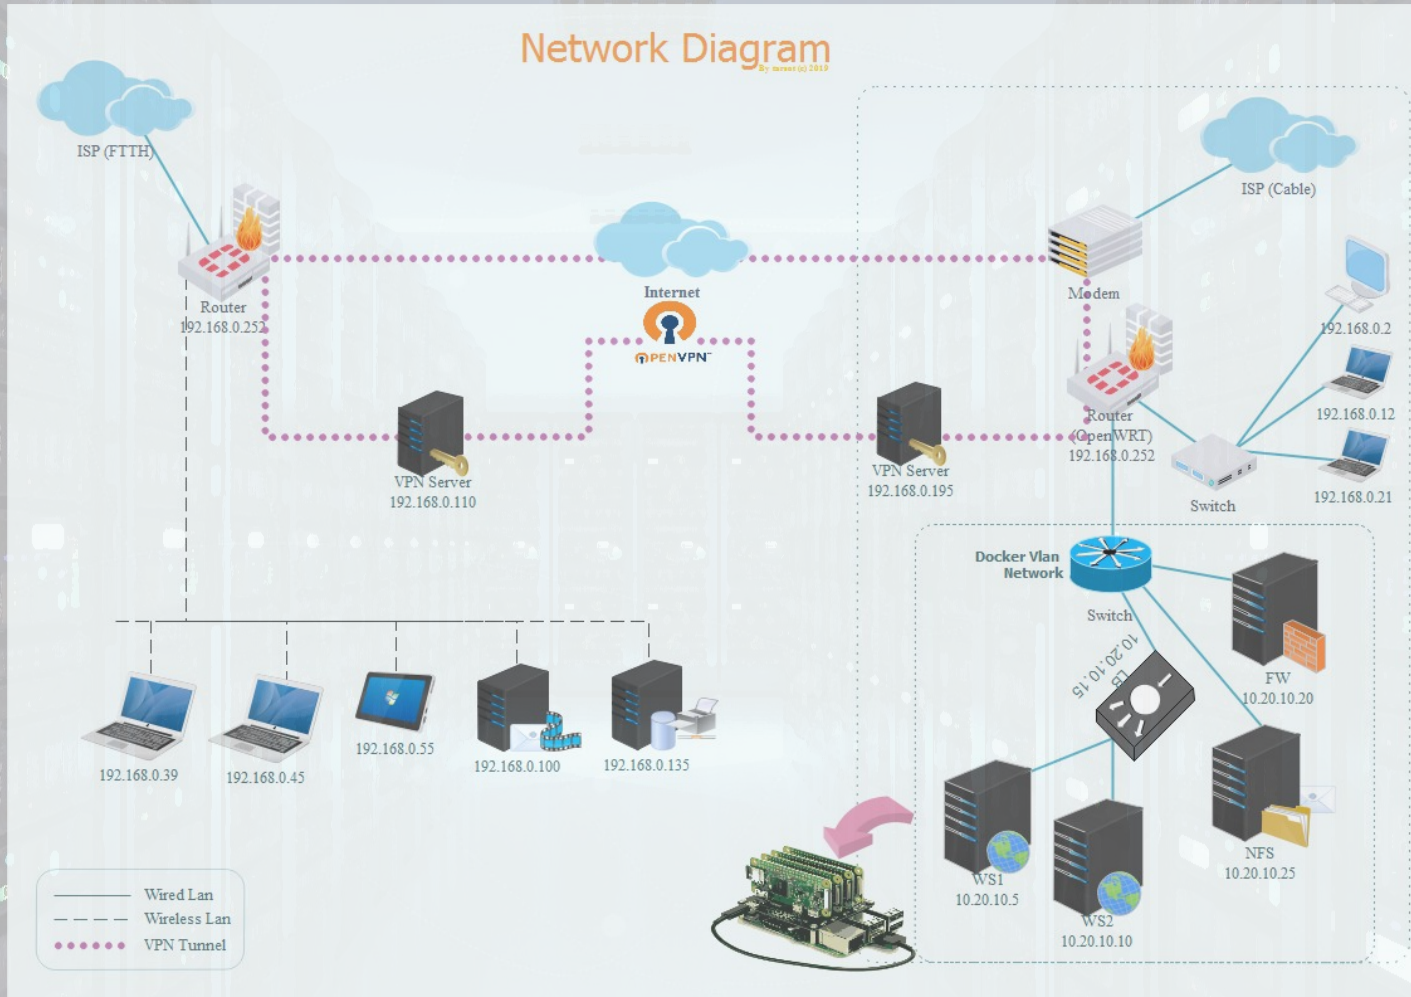 Network Diagram
ISP (FTTH)
ISP (Cable)
Router
192.168.0.252
Internet
OPENVPN
Modem
192.168.0.2
192.168.0.12
192.168.0.21
Router
(OpenWRT)
192.168.0.252
Switch
VPN Server
192.168.0.110
VPN Server
192.168.0.195
Docker Vlan
Network
Switch
10.20.10.15
LB
FW
10.20.10.20
192.168.0.39
192.168.0.45
192.168.0.55
192.168.0.100
192.168.0.135
WS1
10.20.10.5
WS2
10.20.10.10
NFS
10.20.10.25
Wired Lan
Wireless Lan
VPN Tunnel